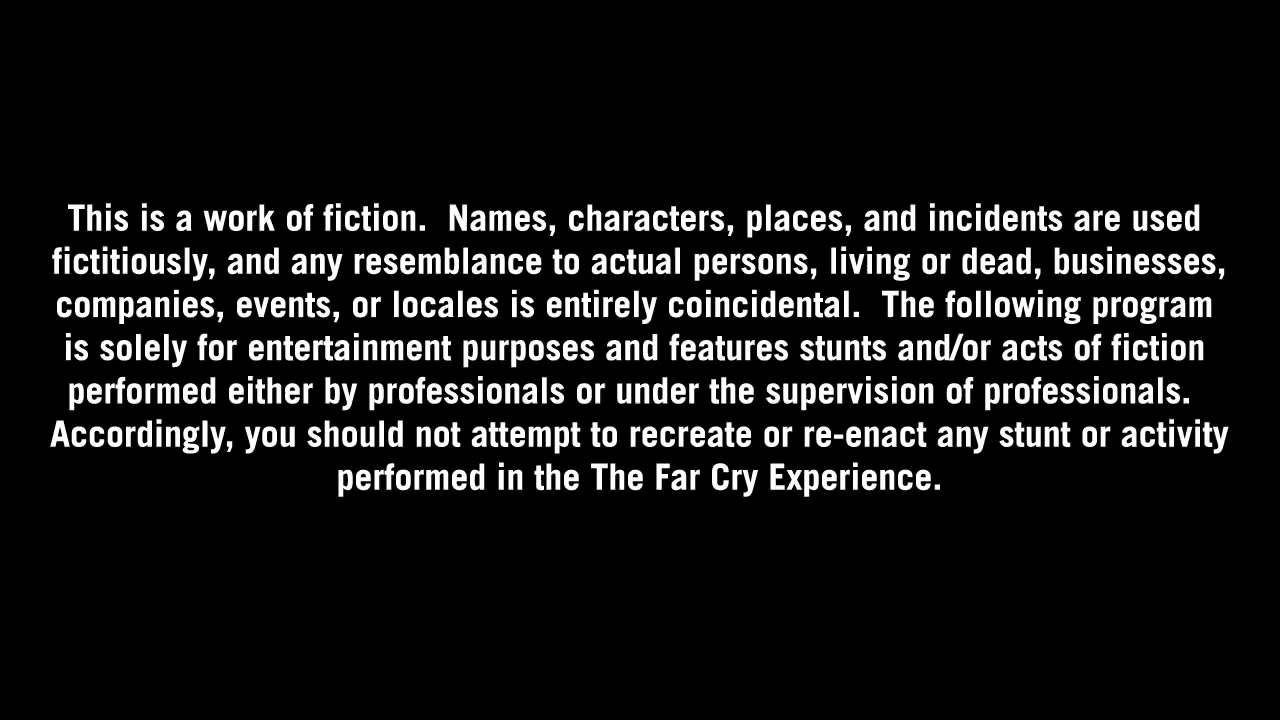 This is a work of fiction.  Names, characters, places, and incidents are used
fictitiously, and any resemblance to actual persons, living or dead, businesses,
companies, events, or locales is entirely coincidental.  The following program
is solely for entertainment purposes and features stunts and/or acts of fiction
performed either by professionals or under the supervision of professionals.
Accordingly, you should not attempt to recreate or re-enact any stunt or activity
performed in the The Far Cry Experience.